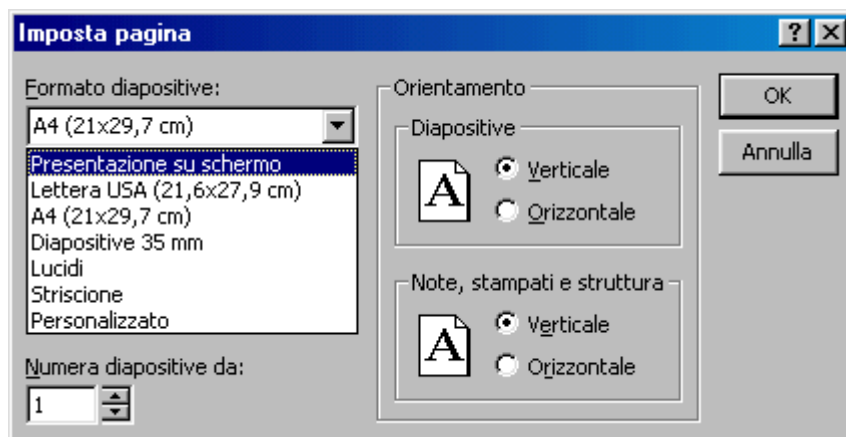 Imposta pagina
Formato diapositive:
A4 (21x29,7 cm)
Presentazione su schermo
Lettera USA (21,6x27,9 cm)
A4 (21x29,7 cm)
Diapositive 35 mm
Lucidi
Striscione
Personalizzato
Numera diapositive da:
1
Orientamento
Diapositive
A
Verticale
Orizzontale
Note, stampati e struttura
A
Verticale
Orizzontale
OK
Annulla